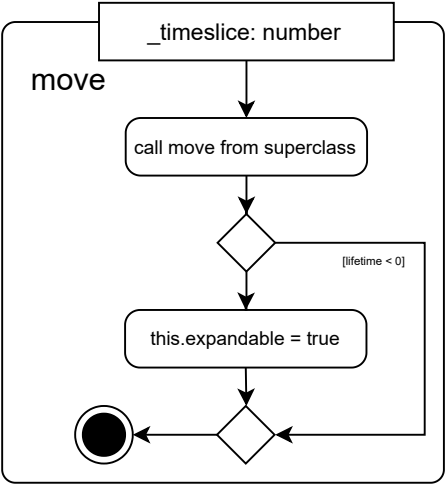 _timeslice: number
move
call move from superclass
[lifetime < 0]
this.expandable = true